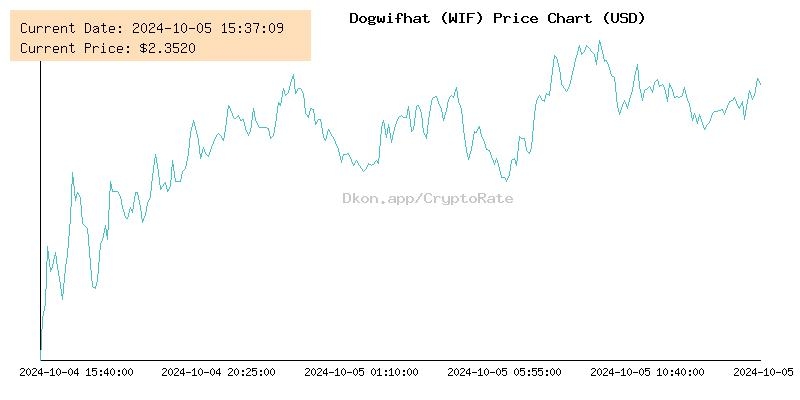 Dogwifhat (WIF) Price Chart (USD)
Current Date: 2024-10-05 15:37:09
Current Price: $2.3520
Dkon.app/CryptoRate
2024-10-04 15:40:00 2024-10-04 20:25:00 2024-10-05 01:10:00 2024-10-05 05:55:00 2024-10-05 10:40:00 2024-10-05